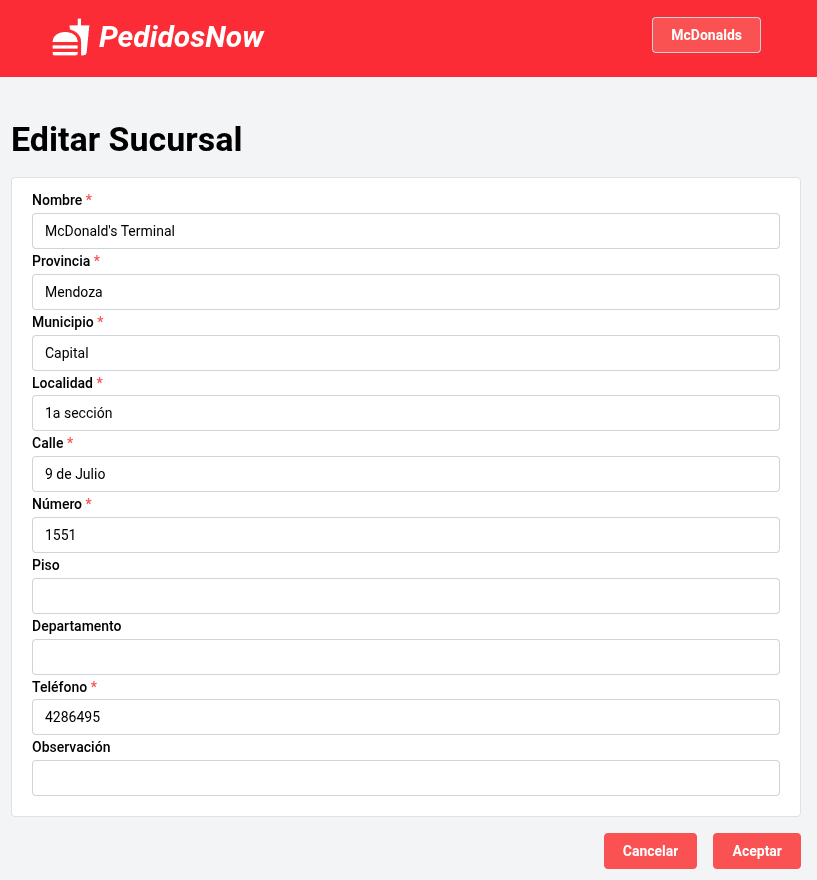 PedidosNow
McDonalds
Editar Sucursal
Nombre *
McDonald's Terminal
Provincia *
Mendoza
Municipio *
Capital
Localidad *
1a sección
Calle *
9 de Julio
Número *
1551
Piso
Departamento
Teléfono *
4286495
Observación
Cancelar
Aceptar